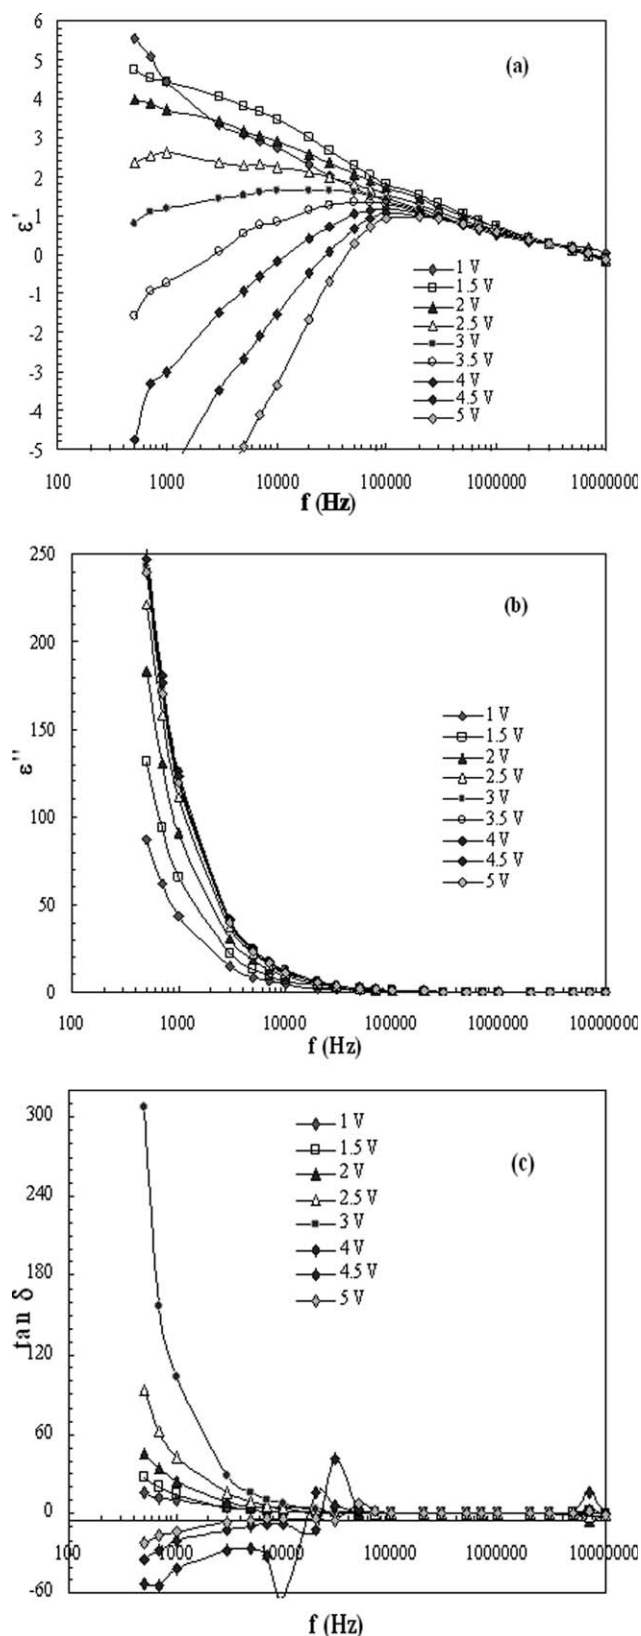 6
(a)
5
4
3
2
ε'
1
0
1 V
1.5 V
-1
2 V
2.5 V
-2
3 V
3.5 V
-3
4 V
4.5 V
-4
5 V
-5
100 1000 10000 100000 1000000 10000000
f (Hz)
250
(b)
200
1 V
150
1.5 V
2 V
ε''
2.5 V
3 V
100
3.5 V
4 V
4.5 V
5 V
50
0
100 1000 10000 100000 1000000 10000000
f (Hz)
300
1 V
1.5 V
(c)
2 V
240
2.5 V
3 V
4 V
180
4.5 V
5 V
tan δ
120
60
0
100 1000 10000 100000 1000000 10000000
-60
f (Hz)